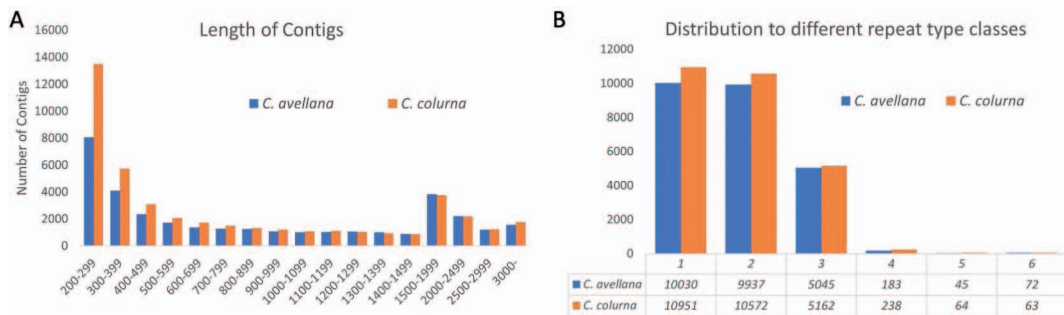 A
Length of Contigs
Number of Contigs
16000
14000
12000
10000
8000
6000
4000
2000
0
C. avellana C. colurna
200-299 300-399 400-499 500-599 600-699 700-799 800-899 900-999 1000-1099 1100-1199 1200-1299 1300-1399 1400-1499 1500-1999 2000-2499 2500-2999 3000-
B
Distribution to different repeat type classes
12000
10000
8000
6000
4000
2000
0
C. avellana C. colurna
1 2 3 4 5 6
C. avellana 10030 9937 5045 183 45 72
C. colurna 10951 10572 5162 238 64 63